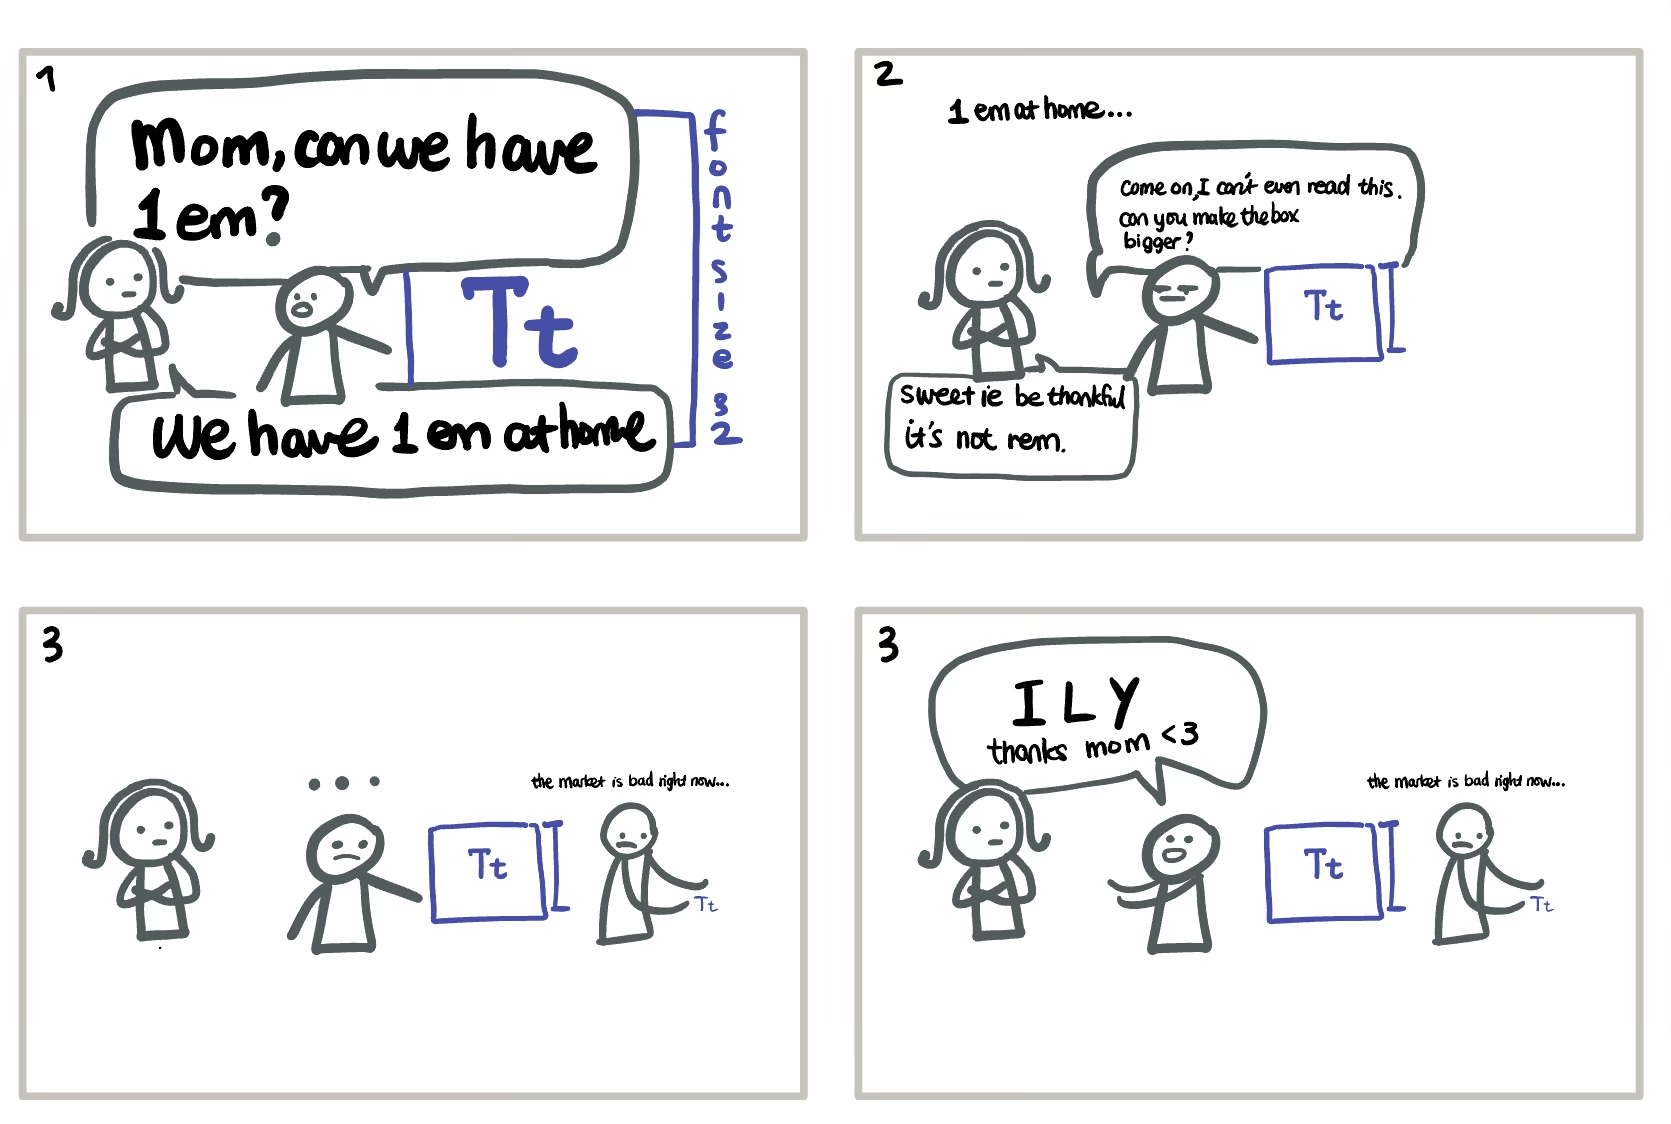 1
Mom, can we have
1 em?
Tt
font size 32
We have 1 em at home
2
1 em at home...
Come on, I can't even read this.
can you make the box
bigger?
Tt
sweetie be thankful
it's not rem.
3
...
the market is bad right now...
Tt
Tt
3
ILY
thanks mom <3
the market is bad right now...
Tt
Tt